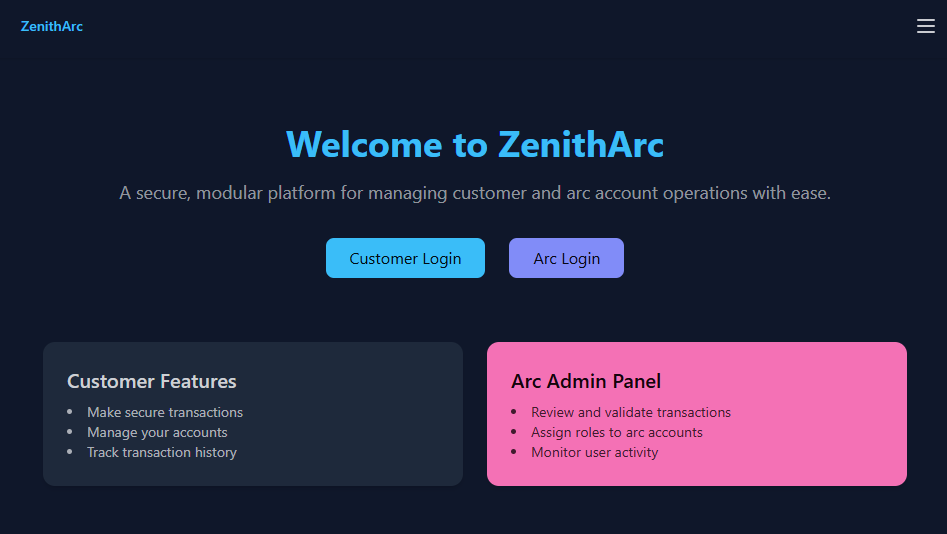 ZenithArc
Welcome to ZenithArc
A secure, modular platform for managing customer and arc account operations with ease.
Customer Login
Arc Login
Customer Features
Make secure transactions
Manage your accounts
Track transaction history
Arc Admin Panel
Review and validate transactions
Assign roles to arc accounts
Monitor user activity